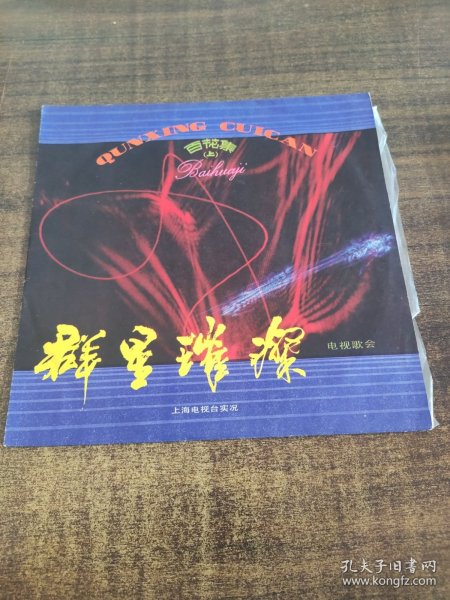 QUNXING CUICAN
百花集
(上)
Baihuaji
群星璀璨
电视歌会
上海电视台实况
孔夫子旧书网
www.kongfz.com